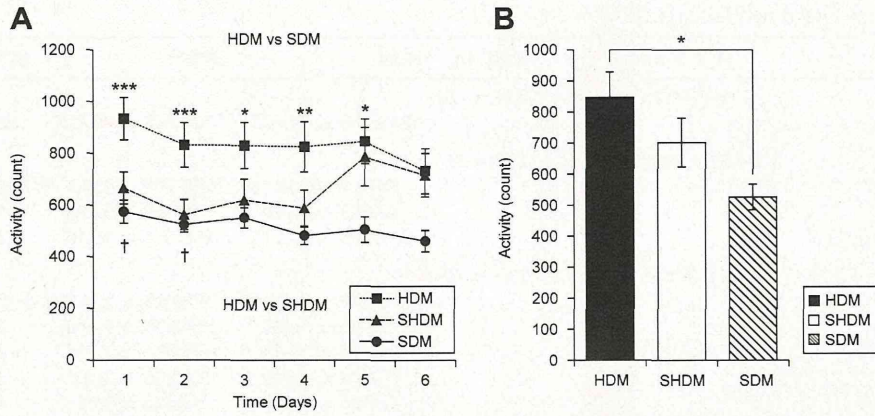 A
HDM vs SDM
1200
1000
800
600
400
200
0
Activity (count)
***
***
*
**
*
†
†
HDM vs SHDM
HDM
SHDM
SDM
1 2 3 4 5 6
Time (Days)
B
*
1000
900
800
700
600
500
400
300
200
100
0
Activity (count)
HDM SHDM SDM
HDM
SHDM
SDM